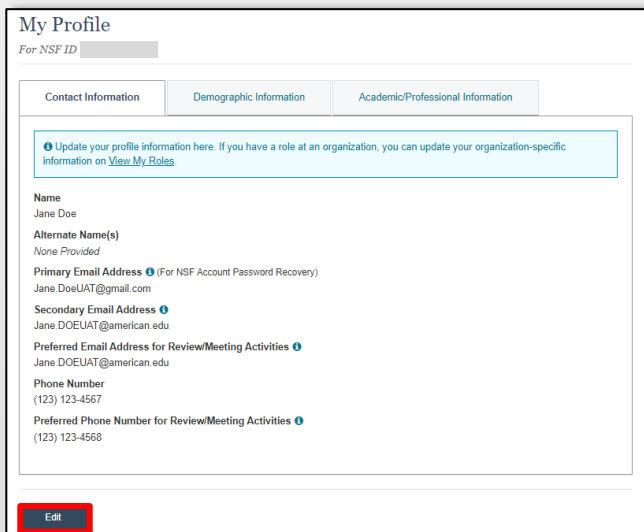 My Profile
For NSF ID
Contact Information
Demographic Information
Academic/Professional Information
Update your profile information here. If you have a role at an organization, you can update your organization-specific
information on View My Roles.
Name
Jane Doe
Alternate Name(s)
None Provided
Primary Email Address (For NSF Account Password Recovery)
Jane.DoeUAT@gmail.com
Secondary Email Address
Jane.DOEUAT@american.edu
Preferred Email Address for Review/Meeting Activities
Jane.DOEUAT@american.edu
Phone Number
(123) 123-4567
Preferred Phone Number for Review/Meeting Activities
(123) 123-4568
Edit